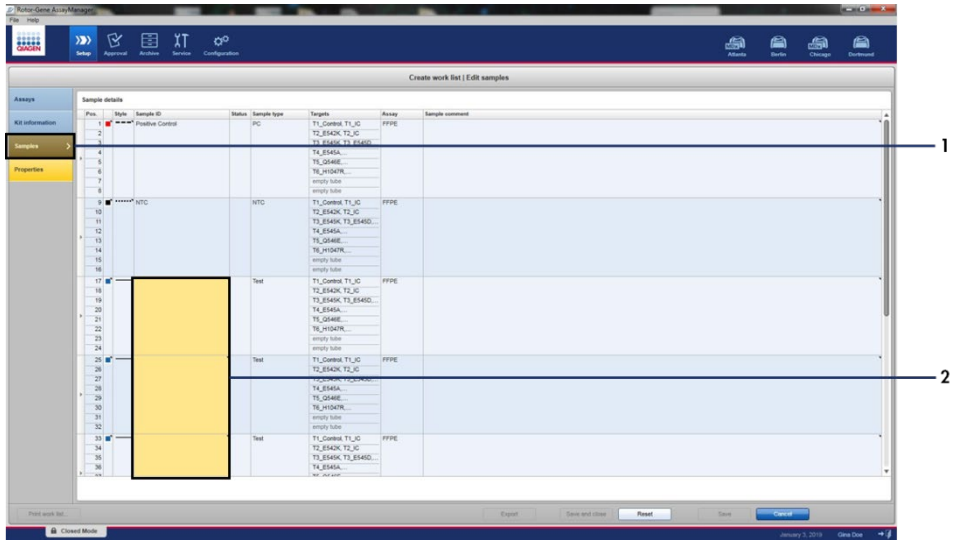 Rotor-Gene AssayManager
File Help
QIAGEN
Setup Approval Archive Service Configuration Atlanta Berlin Chicago Dortmund
Create work list | Edit samples
Assays
Kit information
Samples
Properties
Sample details
Pos. Style Sample ID Status Sample type Targets Assay Sample comment
1 Positive Control PC T1_Control, T1_IC FFPE
2 T2_E542K, T2_IC
3 T3_E545K, T3_E545D...
4 T4_E545A,...
5 T5_Q546E,...
6 T6_H1047R,...
7 empty tube
8 empty tube
9 NTC NTC T1_Control, T1_IC FFPE
10 T2_E542K, T2_IC
11 T3_E545K, T3_E545D,...
12 T4_E545A,...
13 T5_Q546E,...
14 T6_H1047R,...
15 empty tube
16 empty tube
17 Test T1_Control, T1_IC FFPE
18 T2_E542K, T2_IC
19 T3_E545K, T3_E545D,...
20 T4_E545A,...
21 T5_Q546E,...
22 T6_H1047R,...
23 empty tube
24 empty tube
25 Test T1_Control, T1_IC FFPE
26 T2_E542K, T2_IC
27 T3_E545K, T3_E545D,...
28 T4_E545A,...
29 T5_Q546E,...
30 T6_H1047R,...
31 empty tube
32 empty tube
33 Test T1_Control, T1_IC FFPE
34 T2_E542K, T2_IC
35 T3_E545K, T3_E545D,...
36 T4_E545A,...
Print work list... Export Save and close Reset Save Cancel
Closed Mode January 3, 2019 Gina Doe
1
2